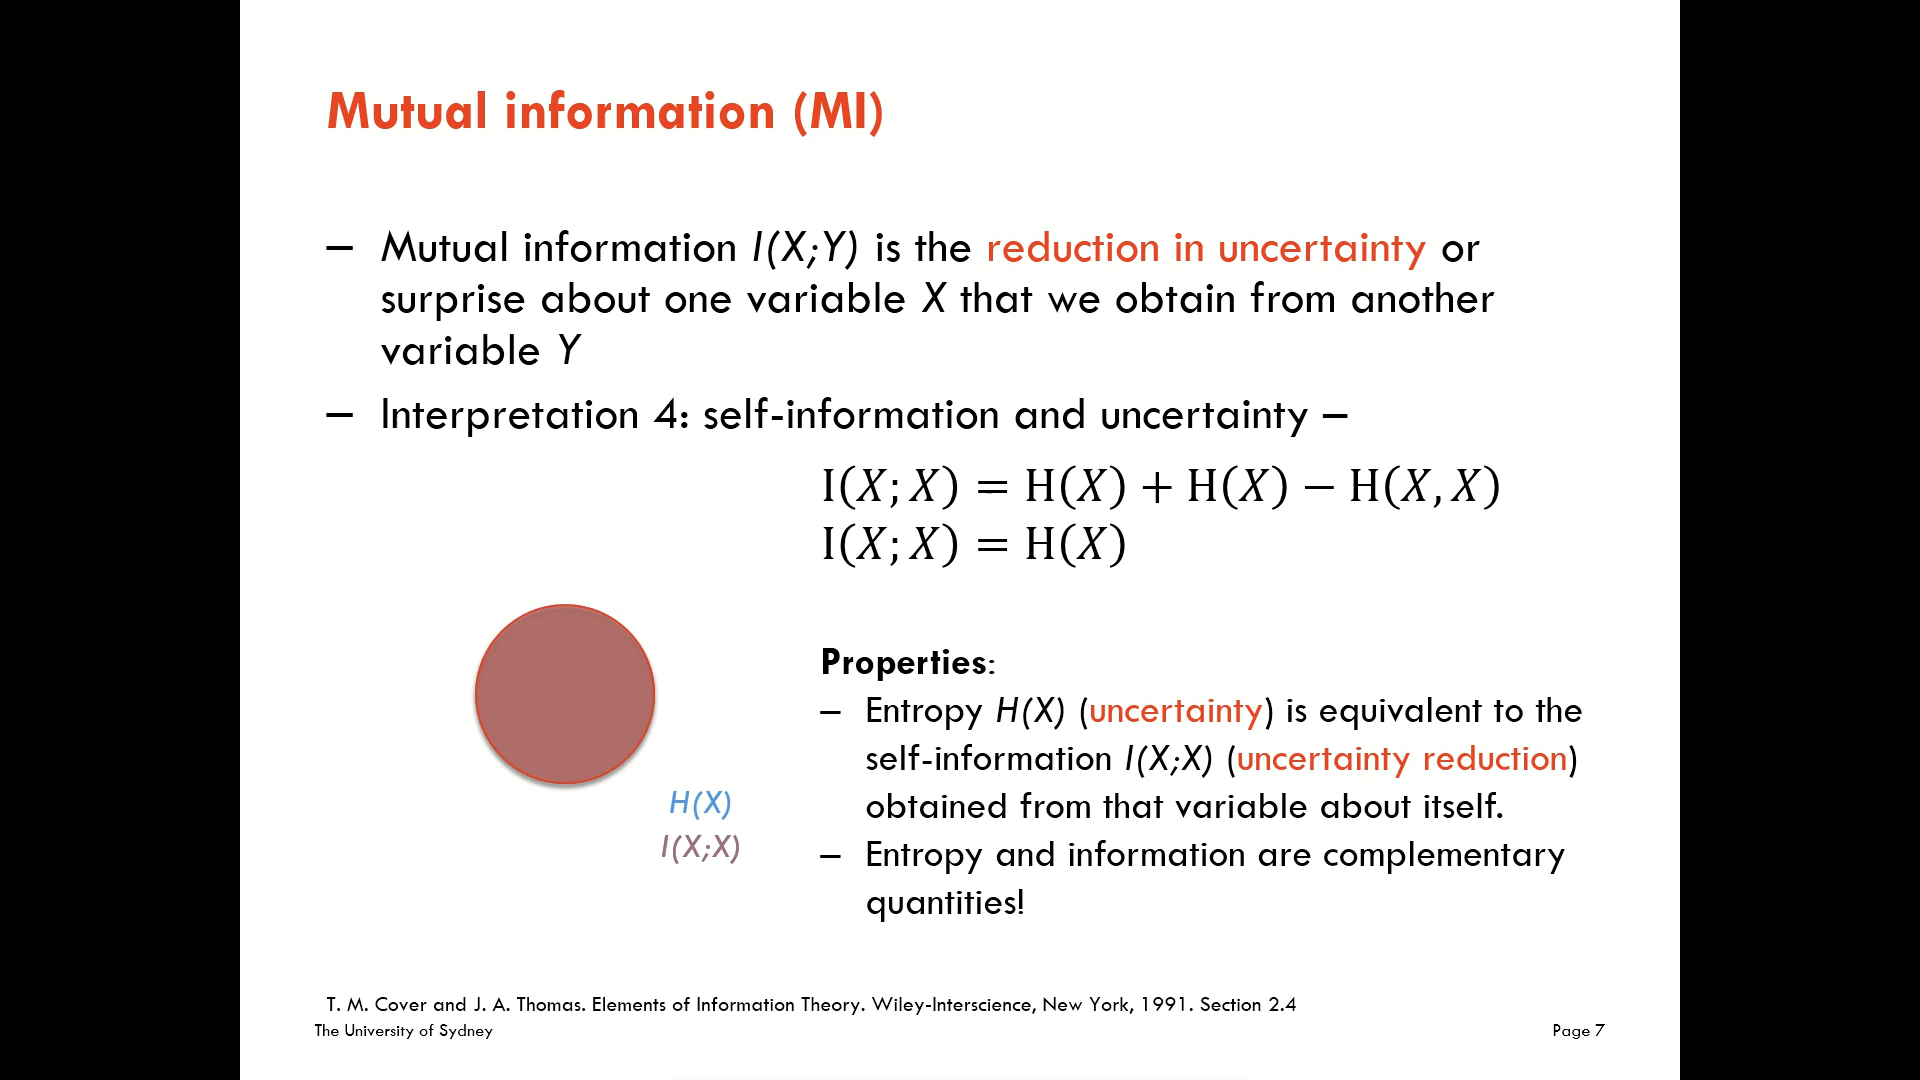 Mutual information (MI)
– Mutual information I(X;Y) is the reduction in uncertainty or
surprise about one variable X that we obtain from another
variable Y
– Interpretation 4: self-information and uncertainty –
I(X; X) = H(X) + H(X) − H(X, X)
I(X; X) = H(X)
H(X)
I(X;X)
Properties:
– Entropy H(X) (uncertainty) is equivalent to the
self-information I(X;X) (uncertainty reduction)
obtained from that variable about itself.
– Entropy and information are complementary
quantities!
T. M. Cover and J. A. Thomas. Elements of Information Theory. Wiley-Interscience, New York, 1991. Section 2.4
The University of Sydney
Page 7